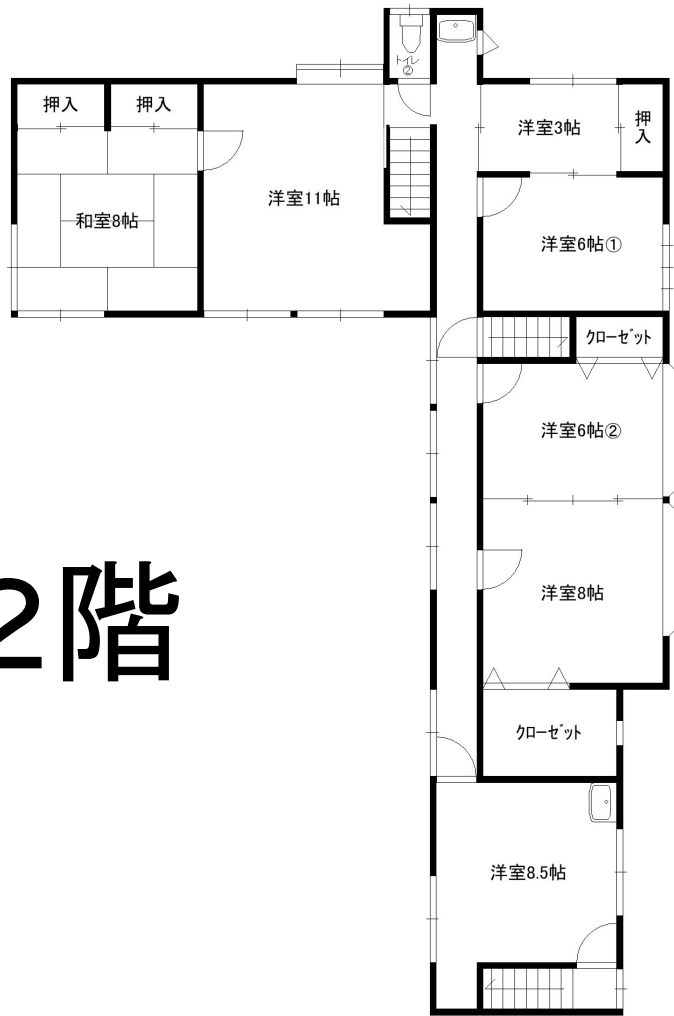 トイレ
②
押入
押入
洋室3帖
押入
洋室11帖
和室8帖
洋室6帖①
クローゼット
洋室6帖②
2階
洋室8帖
クローゼット
洋室8.5帖